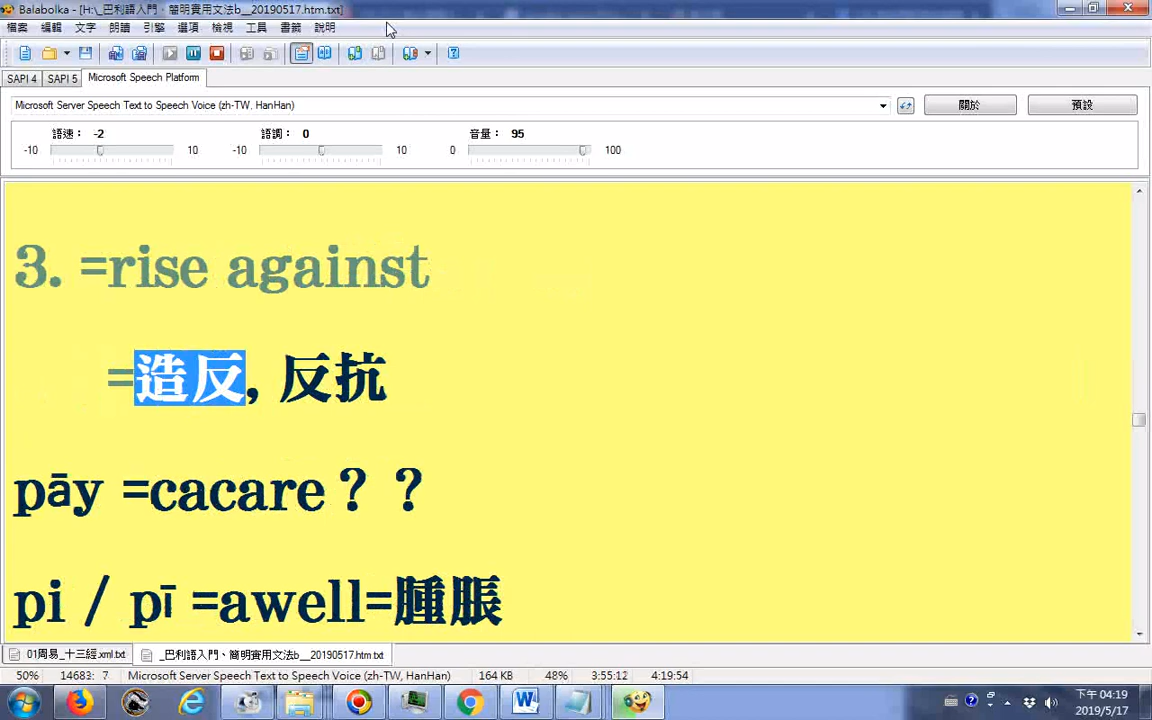 Balabolka - [H:\_巴利語入門、簡明實用文法b__20190517.htm.txt]
檔案 編輯 文字 朗讀 引擎 選項 檢視 工具 書籤 說明
SAPI 4 SAPI 5 Microsoft Speech Platform
Microsoft Server Speech Text to Speech Voice (zh-TW, HanHan) 關於 預設
語速： -2 語調： 0 音量： 95
-10 10 -10 10 0 100
3. =rise against
=造反, 反抗
pāy =cacare？？
pi / pī =awell=腫脹
01周易_十三經.xml.txt _巴利語入門、簡明實用文法b__20190517.htm.txt
50% 14683: 7 Microsoft Server Speech Text to Speech Voice (zh-TW, HanHan) 164 KB 48% 3:55:12 4:19:54
下午 04:19
2019/5/17